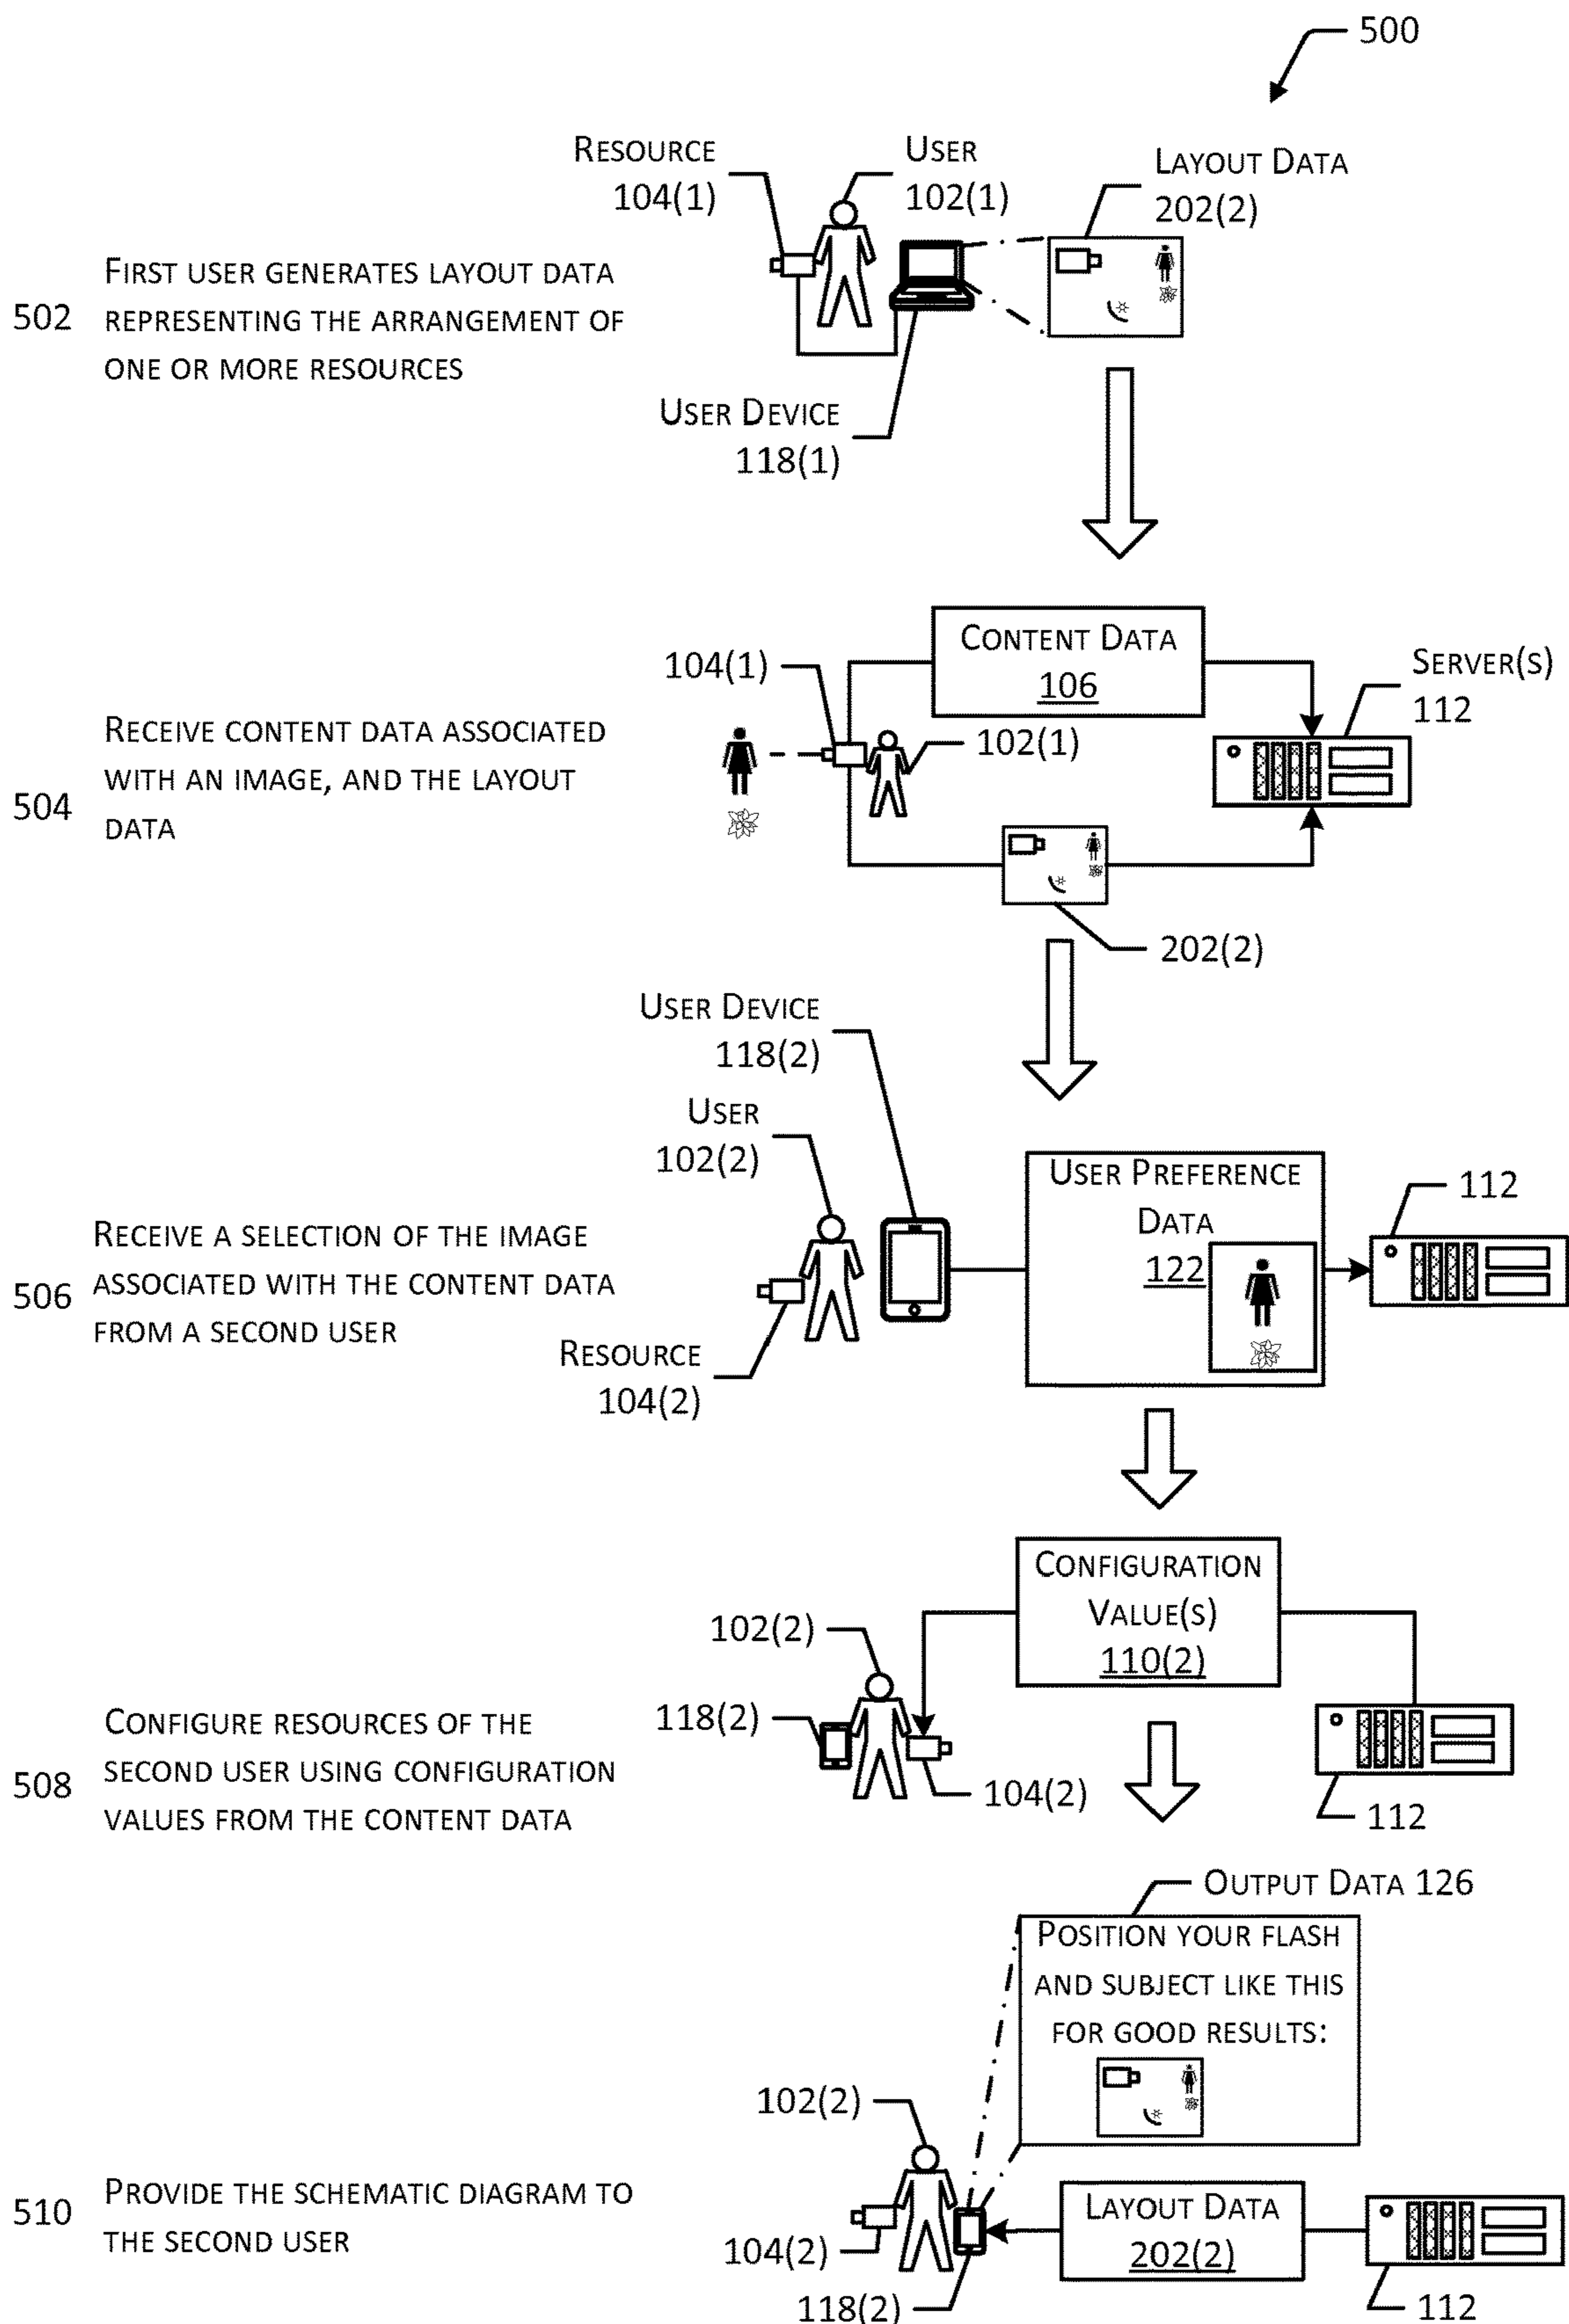 500
RESOURCE
104(1)
USER
102(1)
LAYOUT DATA
202(2)
502
FIRST USER GENERATES LAYOUT DATA
REPRESENTING THE ARRANGEMENT OF
ONE OR MORE RESOURCES
USER DEVICE
118(1)
CONTENT DATA
106
104(1)
SERVER(S)
112
102(1)
504
RECEIVE CONTENT DATA ASSOCIATED
WITH AN IMAGE, AND THE LAYOUT
DATA
202(2)
USER DEVICE
118(2)
USER
102(2)
USER PREFERENCE
DATA
122
112
506
RECEIVE A SELECTION OF THE IMAGE
ASSOCIATED WITH THE CONTENT DATA
FROM A SECOND USER
RESOURCE
104(2)
CONFIGURATION
VALUE(S)
110(2)
102(2)
118(2)
104(2)
112
508
CONFIGURE RESOURCES OF THE
SECOND USER USING CONFIGURATION
VALUES FROM THE CONTENT DATA
OUTPUT DATA 126
POSITION YOUR FLASH
AND SUBJECT LIKE THIS
FOR GOOD RESULTS:
102(2)
510
PROVIDE THE SCHEMATIC DIAGRAM TO
THE SECOND USER
LAYOUT DATA
202(2)
104(2)
118(2)
112